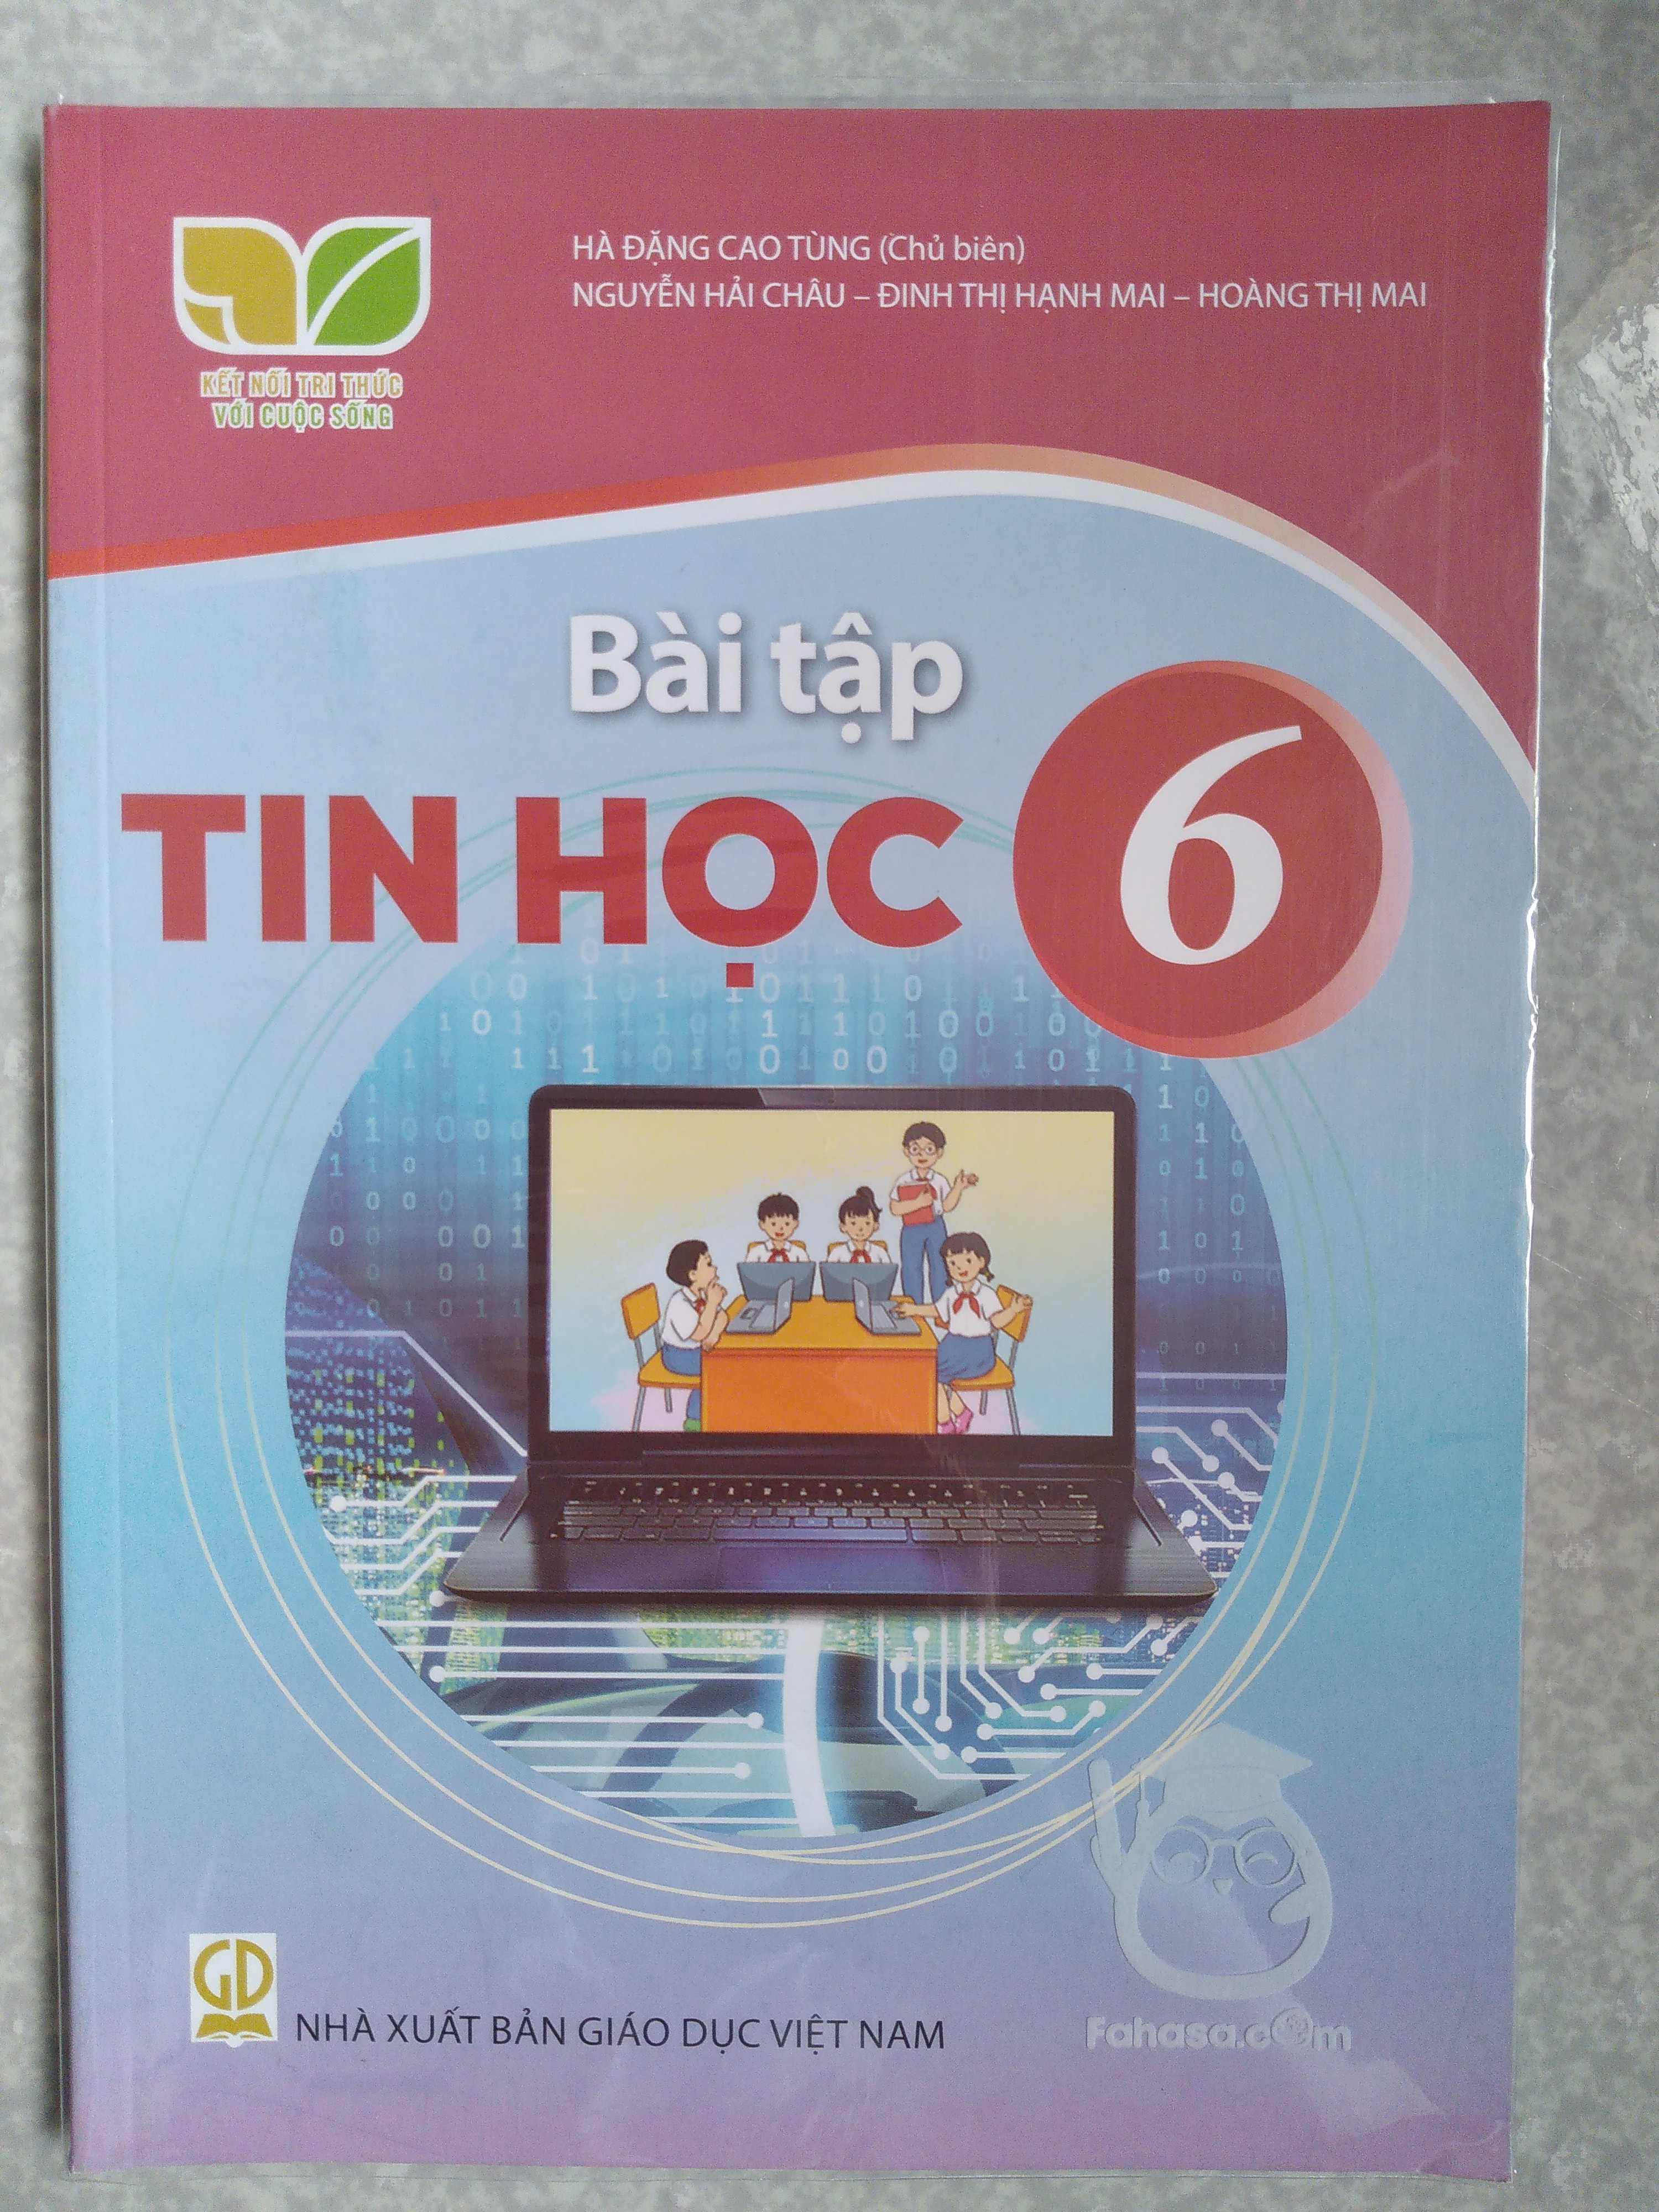 HÀ ĐẶNG CAO TÙNG (Chủ biên)
NGUYỄN HẢI CHÂU – ĐINH THỊ HẠNH MAI – HOÀNG THỊ MAI
KẾT NỐI TRI THỨC
VỚI CUỘC SỐNG
Bài tập
TIN HỌC 6
GD
NHÀ XUẤT BẢN GIÁO DỤC VIỆT NAM
Fahasa.com